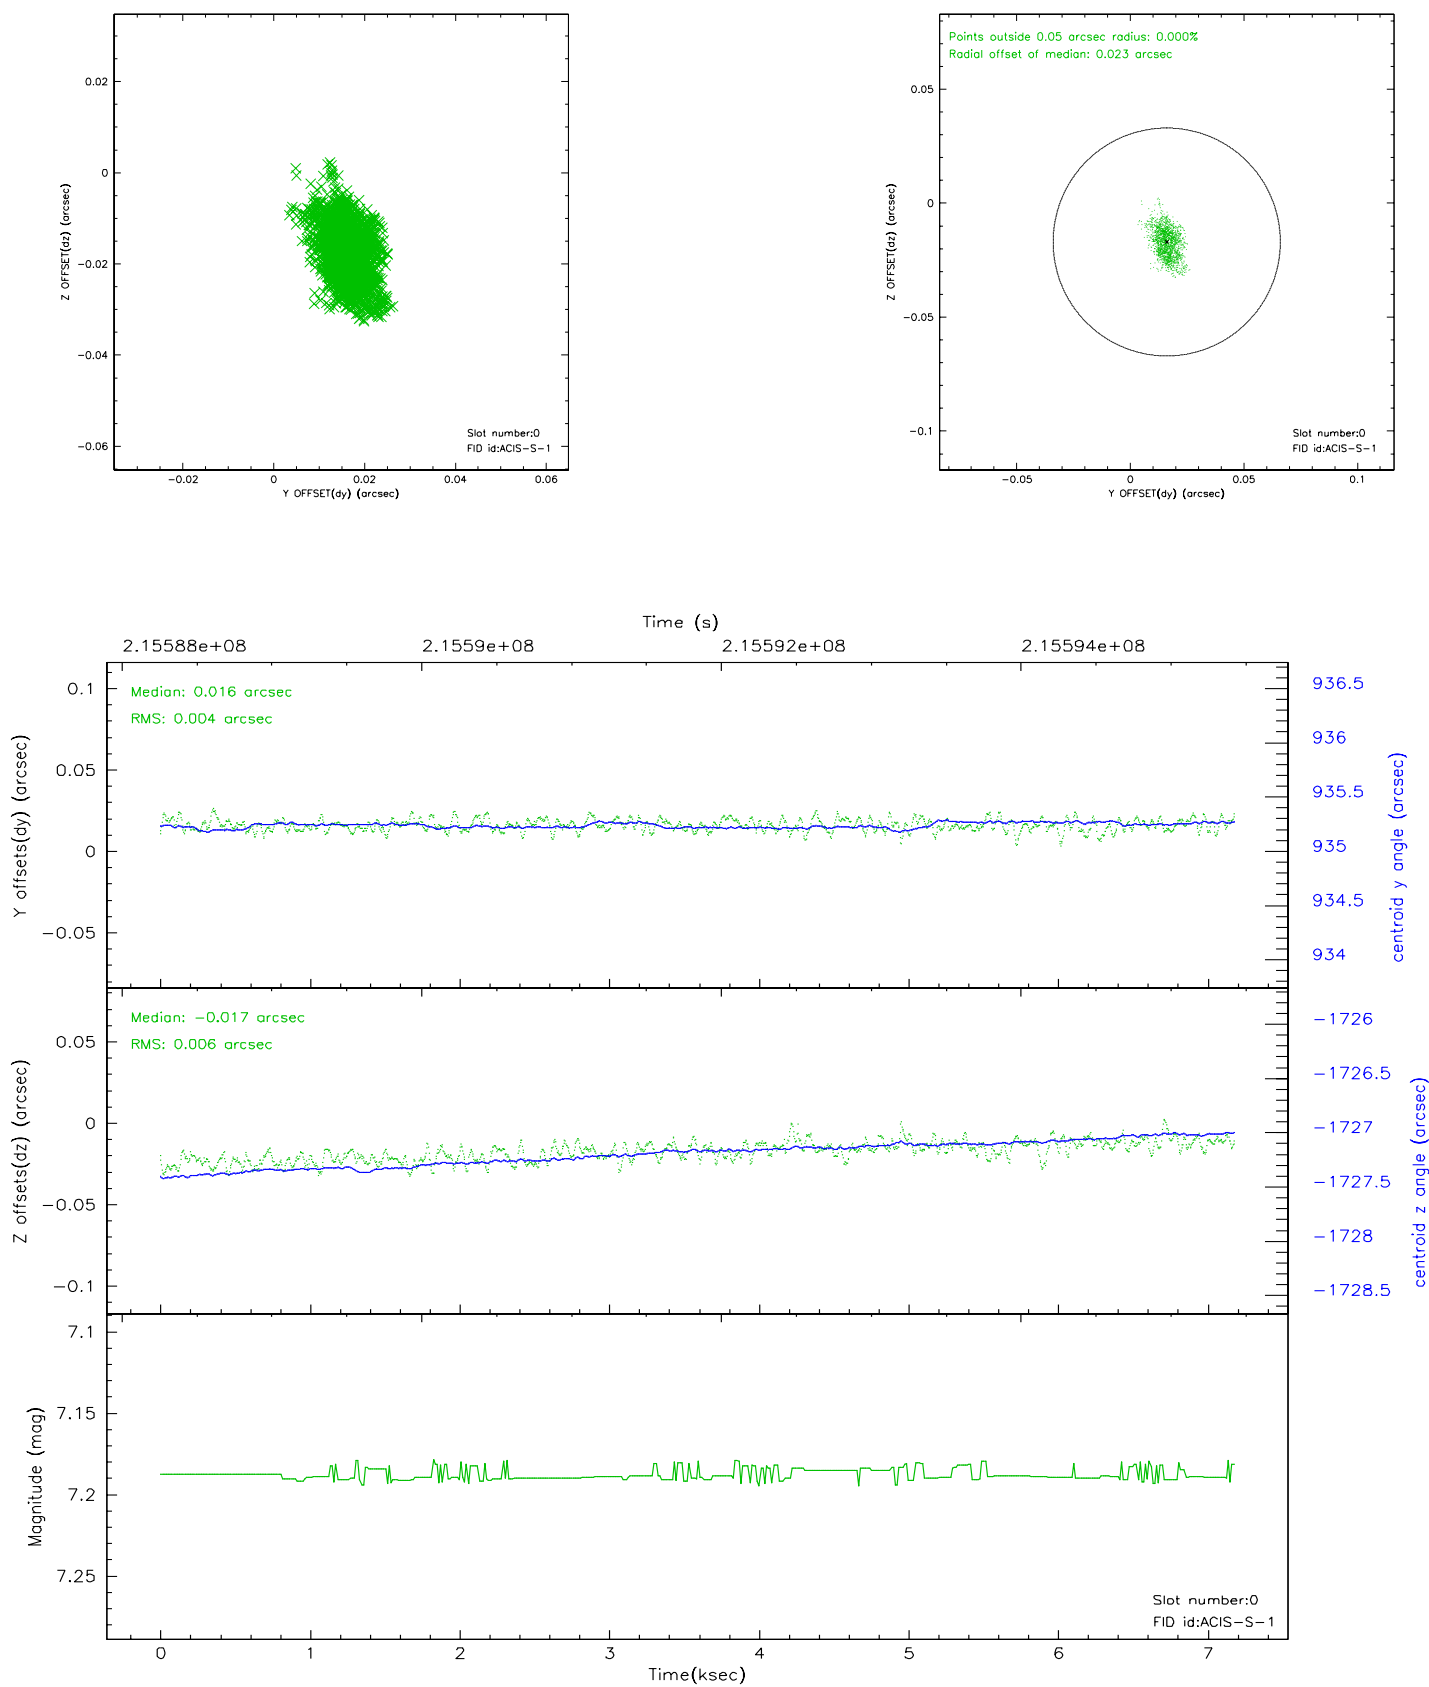 0.02
0
-0.02
-0.04
-0.06
Z OFFSET(dz) (arcsec)
Slot number:0
FID id:ACIS-S-1
-0.02
0
0.02
0.04
0.06
Y OFFSET(dy) (arcsec)
Points outside 0.05 arcsec radius: 0.000%
Radial offset of median: 0.023 arcsec
0.05
0
-0.05
-0.1
Z OFFSET(dz) (arcsec)
Slot number:0
FID id:ACIS-S-1
-0.05
0
0.05
0.1
Y OFFSET(dy) (arcsec)
Time (s)
2.15588e+08
2.1559e+08
2.15592e+08
2.15594e+08
Median: 0.016 arcsec
RMS: 0.004 arcsec
0.1
0.05
0
-0.05
Y offsets(dy) (arcsec)
936.5
936
935.5
935
934.5
934
centroid y angle (arcsec)
Median: -0.017 arcsec
RMS: 0.006 arcsec
0.05
0
-0.05
-0.1
Z offsets(dz) (arcsec)
-1726
-1726.5
-1727
-1727.5
-1728
-1728.5
centroid z angle (arcsec)
7.1
7.15
7.2
7.25
Magnitude (mag)
Slot number:0
FID id:ACIS-S-1
0
1
2
3
4
5
6
7
Time(ksec)